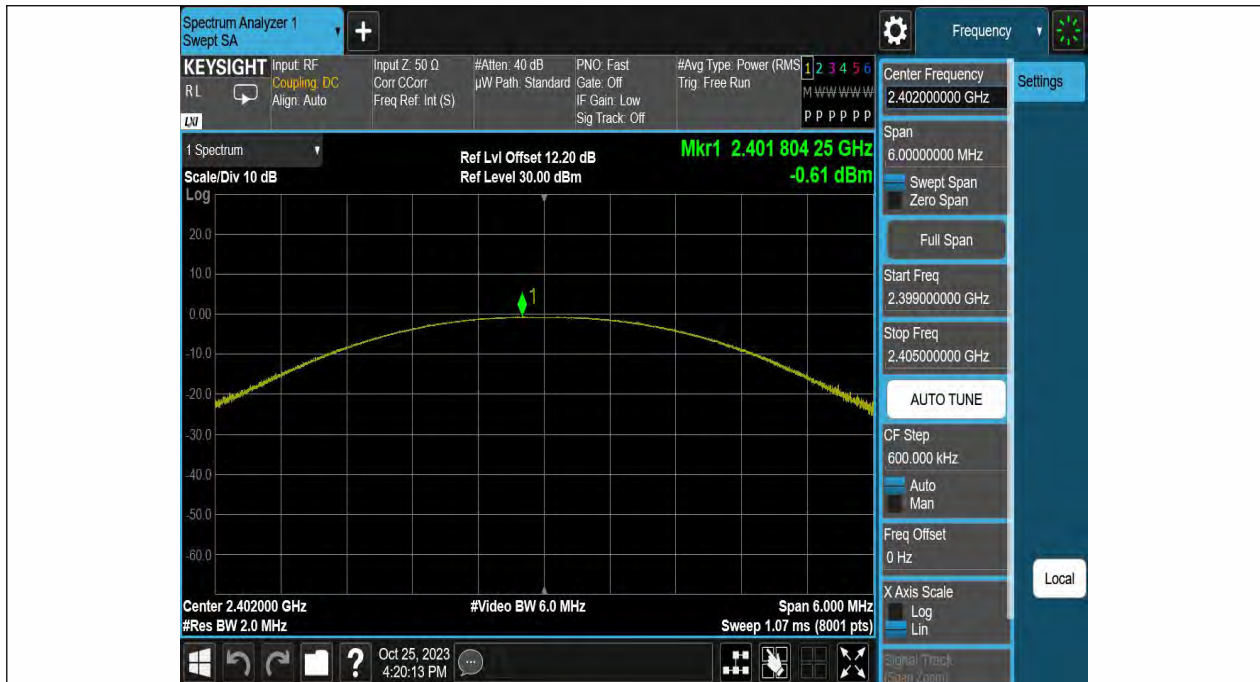 Spectrum Analyzer 1
Swept SA
+
Frequency
KEYSIGHT
RL
LXI
Input: RF
Coupling: DC
Align: Auto
Input Z: 50 Ω
Corr CCorr
Freq Ref: Int (S)
#Atten: 40 dB
µW Path: Standard
PNO: Fast
Gate: Off
IF Gain: Low
Sig Track: Off
#Avg Type: Power (RMS
Trig: Free Run
1 2 3 4 5 6
M W W W W W
P P P P P P
1 Spectrum
Scale/Div 10 dB
Log
Ref Lvl Offset 12.20 dB
Ref Level 30.00 dBm
Mkr1 2.401 804 25 GHz
-0.61 dBm
20.0
10.0
0.00
-10.0
-20.0
-30.0
-40.0
-50.0
-60.0
1
Center 2.402000 GHz
#Res BW 2.0 MHz
#Video BW 6.0 MHz
Span 6.000 MHz
Sweep 1.07 ms (8001 pts)
?
Oct 25, 2023
4:20:13 PM
Center Frequency
2.402000000 GHz
Settings
Span
6.00000000 MHz
Swept Span
Zero Span
Full Span
Start Freq
2.399000000 GHz
Stop Freq
2.405000000 GHz
AUTO TUNE
CF Step
600.000 kHz
Auto
Man
Freq Offset
0 Hz
X Axis Scale
Log
Lin
Local
Signal Track
(Span Zoom)